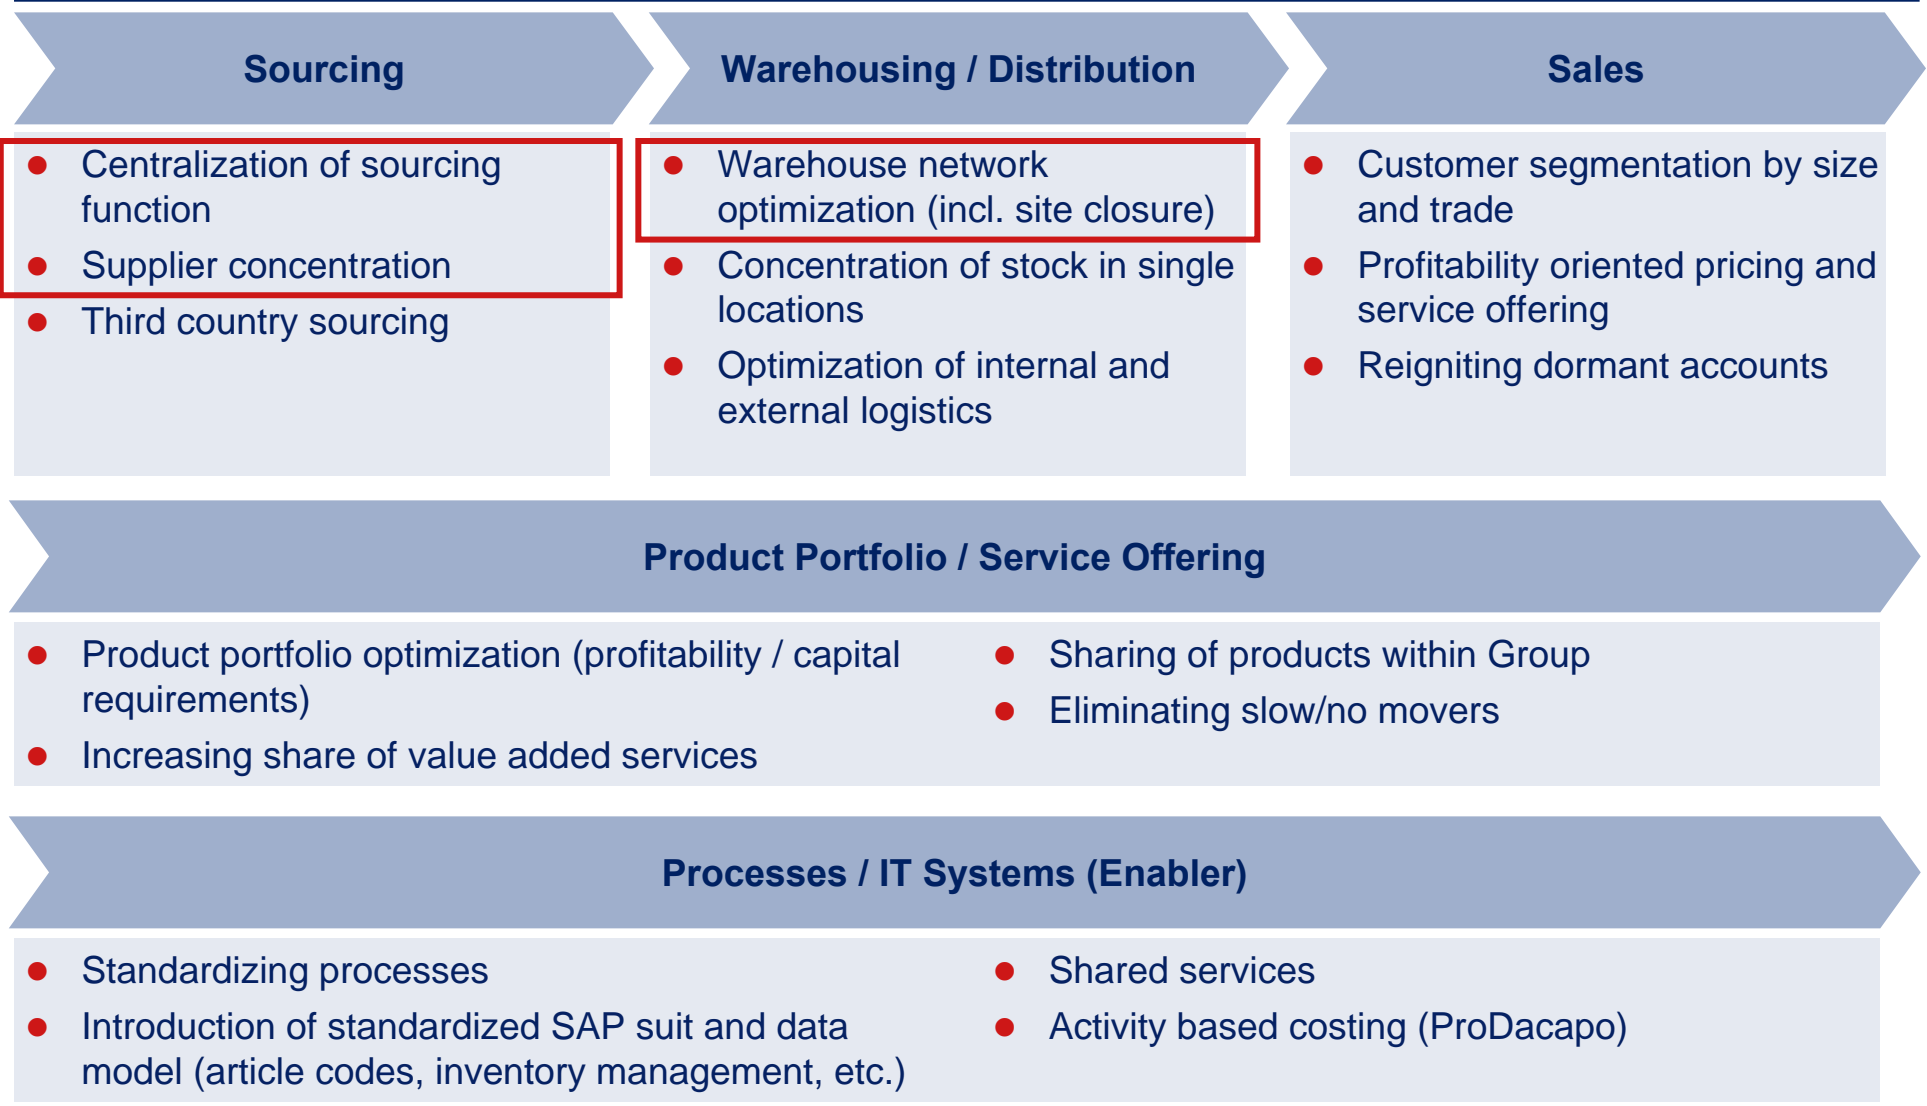 Sourcing
Warehousing / Distribution
Sales
● Centralization of sourcing
function
● Supplier concentration
● Third country sourcing
● Warehouse network
optimization (incl. site closure)
● Concentration of stock in single
locations
● Optimization of internal and
external logistics
● Customer segmentation by size
and trade
● Profitability oriented pricing and
service offering
● Reigniting dormant accounts
Product Portfolio / Service Offering
● Product portfolio optimization (profitability / capital
requirements)
● Increasing share of value added services
● Sharing of products within Group
● Eliminating slow/no movers
Processes / IT Systems (Enabler)
● Standardizing processes
● Introduction of standardized SAP suit and data
model (article codes, inventory management, etc.)
● Shared services
● Activity based costing (ProDacapo)